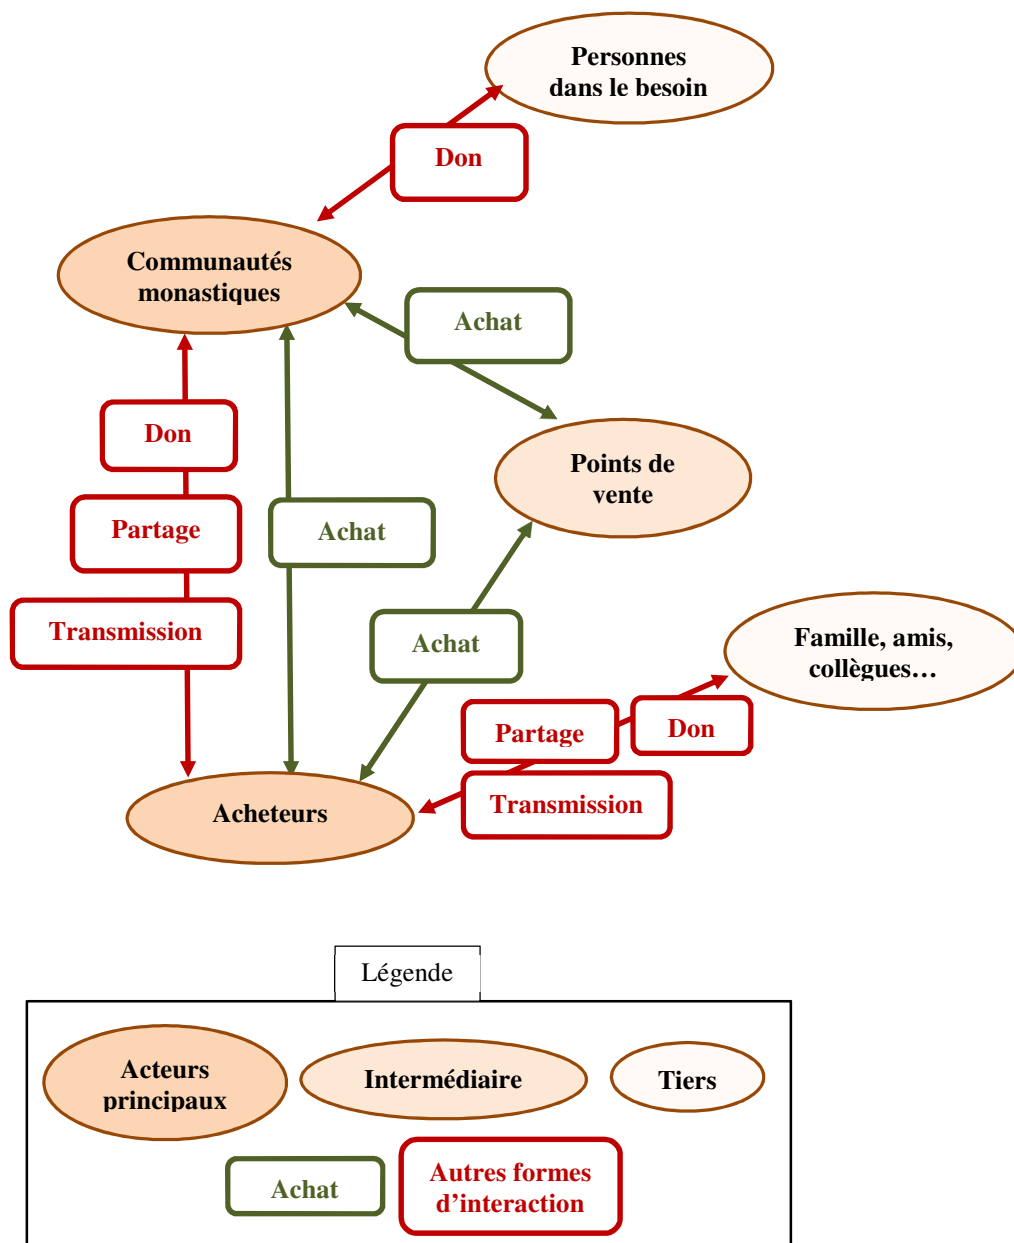 Personnes
dans le besoin
Don
Communautés
monastiques
Achat
Don
Points de
vente
Partage
Achat
Transmission
Achat
Famille, amis,
collègues…
Partage
Don
Transmission
Acheteurs
Légende
Acteurs
principaux
Intermédiaire
Tiers
Achat
Autres formes
d’interaction